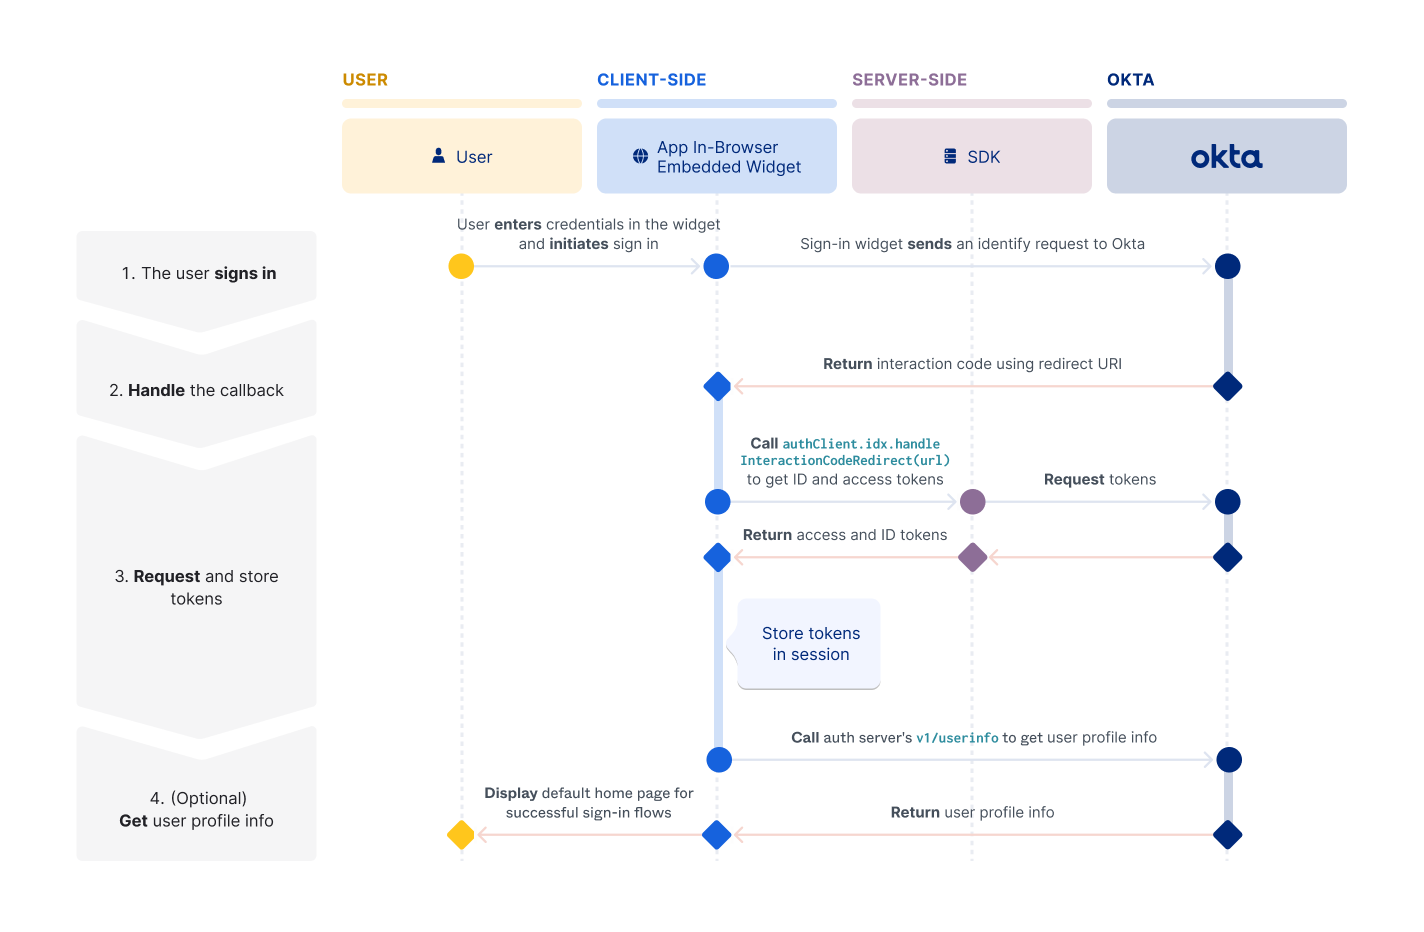 USER
CLIENT-SIDE
SERVER-SIDE
OKTA
User
App In-Browser
Embedded Widget
SDK
okta
1. The user signs in
User enters credentials in the widget
and initiates sign in
Sign-in widget sends an identify request to Okta
2. Handle the callback
Return interaction code using redirect URI
3. Request and store
tokens
Call authClient.idx.handle
InteractionCodeRedirect(url)
to get ID and access tokens
Request tokens
Return access and ID tokens
Store tokens
in session
4. (Optional)
Get user profile info
Call auth server's v1/userinfo to get user profile info
Display default home page for
successful sign-in flows
Return user profile info